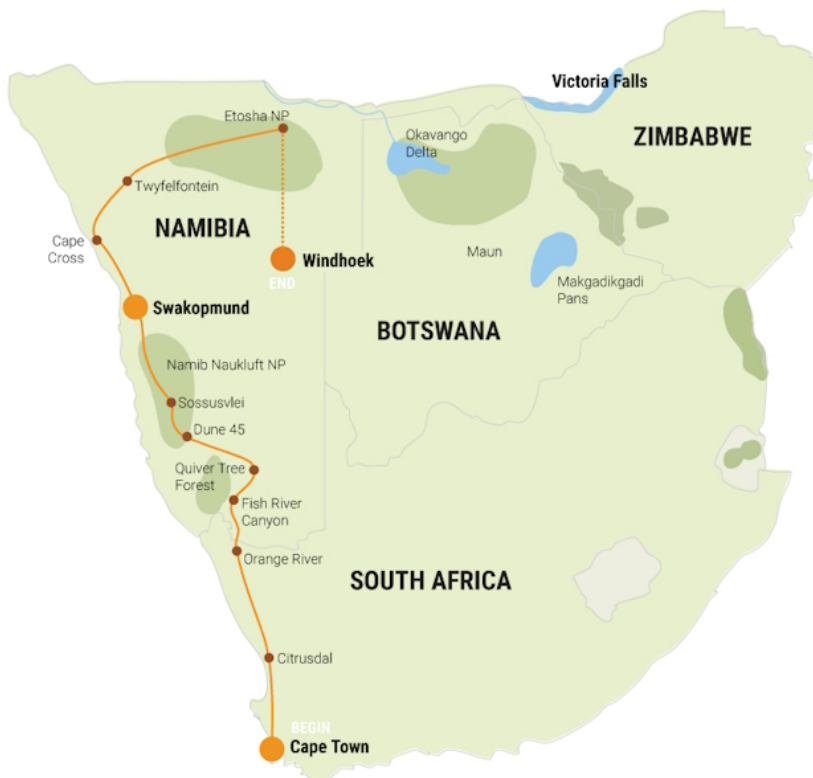 Victoria Falls
Etosha NP
Okavango
Delta
ZIMBABWE
Twyfelfontein
NAMIBIA
Cape
Cross
Windhoek
END
Maun
Makgadikgadi
Pans
Swakopmund
BOTSWANA
Namib Naukluft NP
Sossusvlei
Dune 45
Quiver Tree
Forest
Fish River
Canyon
Orange River
SOUTH AFRICA
Citrusdal
BEGIN
Cape Town